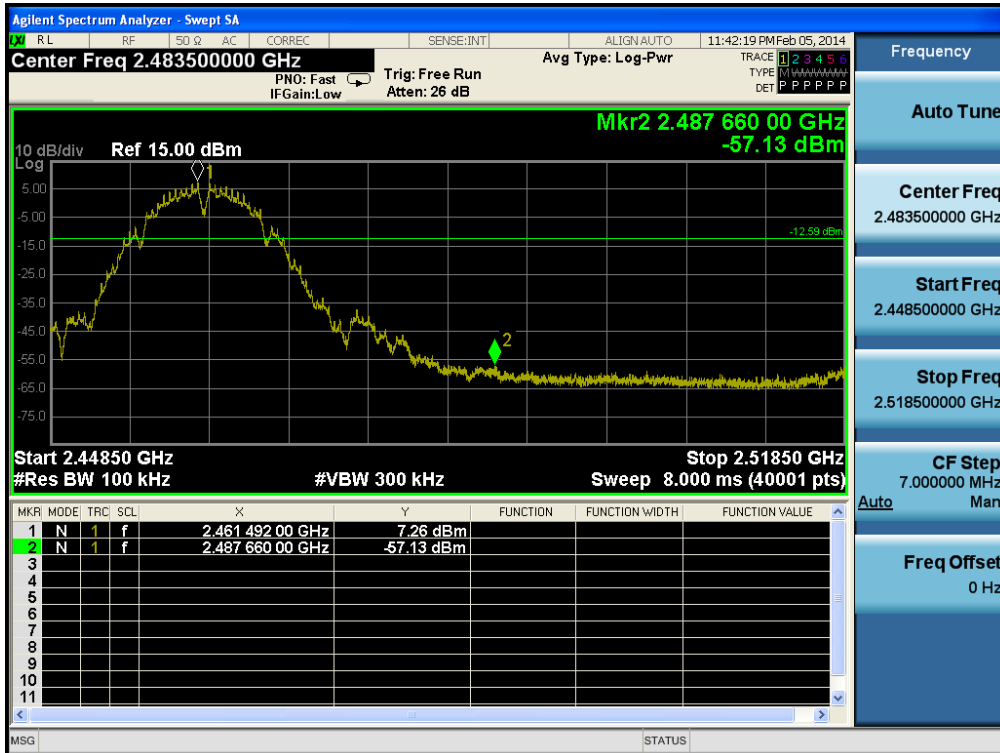 Agilent Spectrum Analyzer - Swept SA
LXI RL RF 50 Ω AC CORREC SENSE:INT ALIGN AUTO 11:42:19 PM Feb 05, 2014
Center Freq 2.483500000 GHz
PNO: Fast
IFGain:Low
Trig: Free Run
Atten: 26 dB
Avg Type: Log-Pwr
TRACE 1 2 3 4 5 6
TYPE M
DET P P P P P P
Mkr2 2.487 660 00 GHz
-57.13 dBm
10 dB/div Ref 15.00 dBm
Log
5.00
-5.00
-12.59 dBm
-15.0
-25.0
-35.0
-45.0
2
-55.0
-65.0
-75.0
Start 2.44850 GHz Stop 2.51850 GHz
#Res BW 100 kHz #VBW 300 kHz Sweep 8.000 ms (40001 pts)
MKR MODE TRC SCL X Y FUNCTION FUNCTION WIDTH FUNCTION VALUE
1 N 1 f 2.461 492 00 GHz 7.26 dBm
2 N 1 f 2.487 660 00 GHz -57.13 dBm
3
4
5
6
7
8
9
10
11
MSG STATUS
Frequency
Auto Tune
Center Freq
2.483500000 GHz
Start Freq
2.448500000 GHz
Stop Freq
2.518500000 GHz
CF Step
7.000000 MHz
Auto Man
Freq Offset
0 Hz